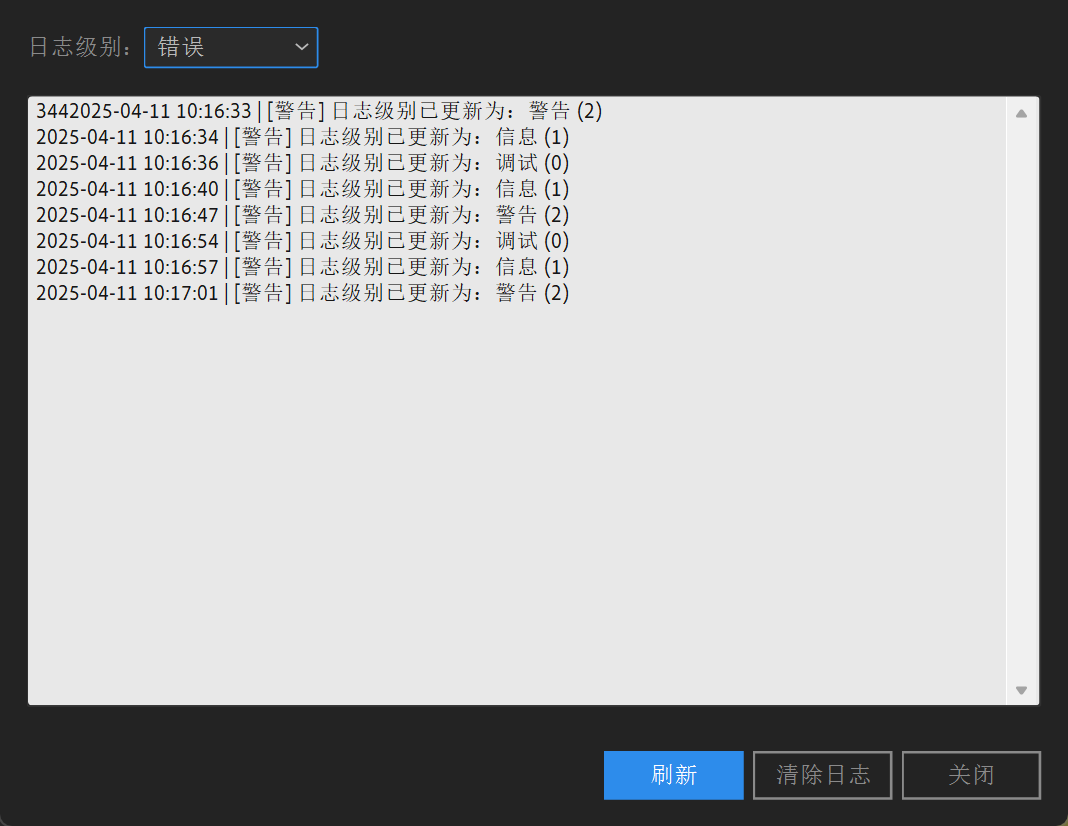 日志级别： 错误
3442025-04-11 10:16:33 | [警告] 日志级别已更新为：警告 (2)
2025-04-11 10:16:34 | [警告] 日志级别已更新为：信息 (1)
2025-04-11 10:16:36 | [警告] 日志级别已更新为：调试 (0)
2025-04-11 10:16:40 | [警告] 日志级别已更新为：信息 (1)
2025-04-11 10:16:47 | [警告] 日志级别已更新为：警告 (2)
2025-04-11 10:16:54 | [警告] 日志级别已更新为：调试 (0)
2025-04-11 10:16:57 | [警告] 日志级别已更新为：信息 (1)
2025-04-11 10:17:01 | [警告] 日志级别已更新为：警告 (2)
刷新 清除日志 关闭